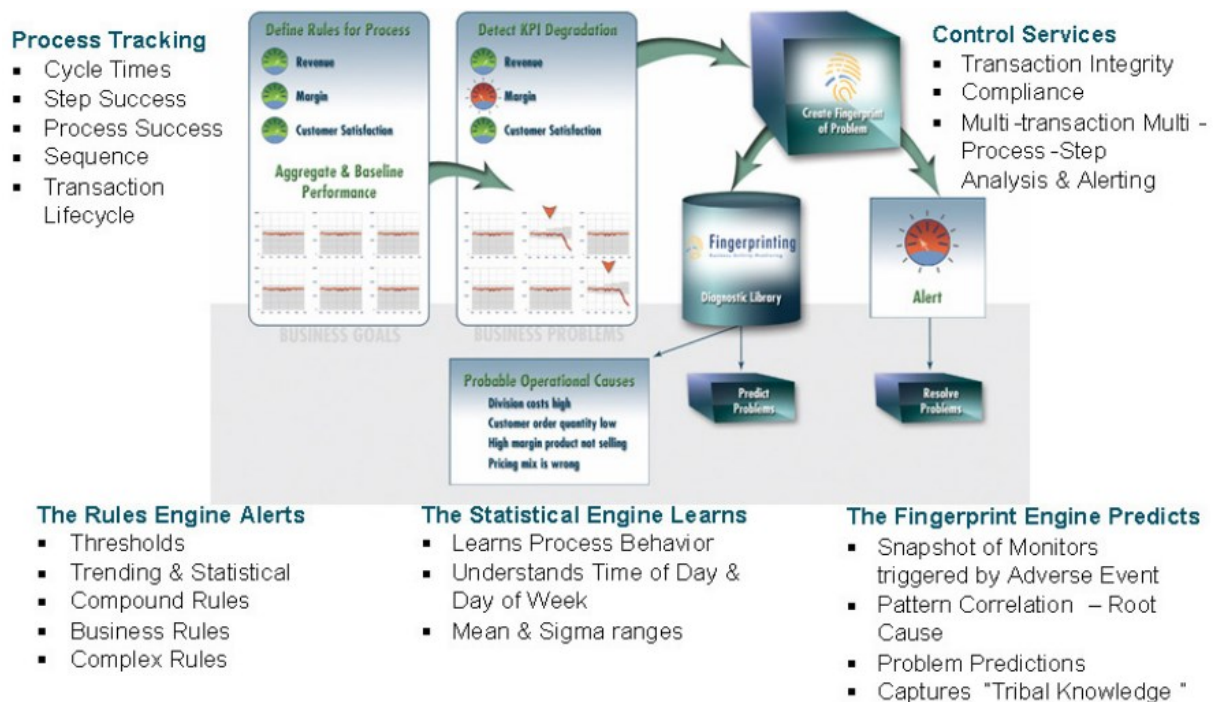 Process Tracking
▪ Cycle Times
▪ Step Success
▪ Process Success
▪ Sequence
▪ Transaction
Lifecycle
Define Rules for Process
Revenue
Margin
Customer Satisfaction
Aggregate & Baseline
Performance
BUSINESS GOALS
Detect KPI Degradation
Revenue
Margin
Customer Satisfaction
BUSINESS PROBLEMS
Create Fingerprint
of Problem
Control Services
▪ Transaction Integrity
▪ Compliance
▪ Multi -transaction Multi -
Process -Step
Analysis & Alerting
Fingerprinting
Business Activity Monitoring
Diagnostic Library
Alert
Probable Operational Causes
Division costs high
Customer order quantity low
High margin product not selling
Pricing mix is wrong
Predict
Problems
Resolve
Problems
The Rules Engine Alerts
▪ Thresholds
▪ Trending & Statistical
▪ Compound Rules
▪ Business Rules
▪ Complex Rules
The Statistical Engine Learns
▪ Learns Process Behavior
▪ Understands Time of Day &
Day of Week
▪ Mean & Sigma ranges
The Fingerprint Engine Predicts
▪ Snapshot of Monitors
triggered by Adverse Event
▪ Pattern Correlation – Root
Cause
▪ Problem Predictions
▪ Captures "Tribal Knowledge "